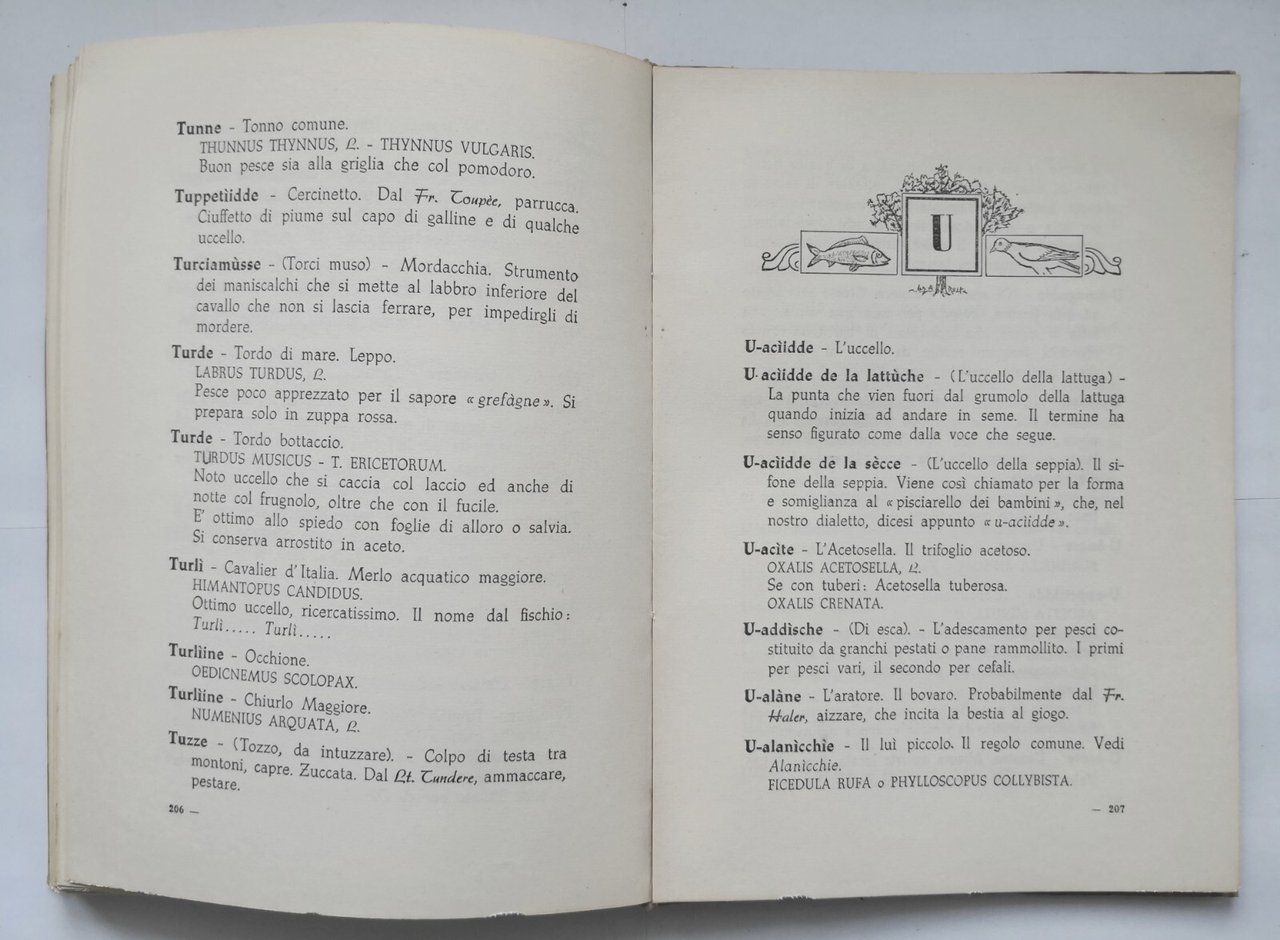 Tunne - Tonno comune.
THUNNUS THYNNUS, L. - THYNNUS VULGARIS.
Buon pesce sia alla griglia che col pomodoro.
Tuppetìidde - Cercinetto. Dal Fr. Toupèe, parrucca.
Ciuffetto di piume sul capo di galline e di qualche
uccello.
Turciamùsse - (Torci muso) - Mordacchia. Strumento
dei maniscalchi che si mette al labbro inferiore del
cavallo che non si lascia ferrare, per impedirgli di
mordere.
Turde - Tordo di mare. Leppo.
LABRUS TURDUS, L.
Pesce poco apprezzato per il sapore « grefàgne ». Si
prepara solo in zuppa rossa.
Turde - Tordo bottaccio.
TURDUS MUSICUS - T. ERICETORUM.
Noto uccello che si caccia col laccio ed anche di
notte col frugnolo, oltre che con il fucile.
E' ottimo allo spiedo con foglie di alloro o salvia.
Si conserva arrostito in aceto.
Turlì - Cavalier d'Italia. Merlo acquatico maggiore.
HIMANTOPUS CANDIDUS.
Ottimo uccello, ricercatissimo. Il nome dal fischio:
Turlì..... Turlì.....
Turlìine - Occhione.
OEDICNEMUS SCOLOPAX.
Turlìine - Chiurlo Maggiore.
NUMENIUS ARQUATA, L.
Tuzze - (Tozzo, da intuzzare). - Colpo di testa tra
montoni, capre. Zuccata. Dal Lt. Tundere, ammaccare,
pestare.
206 —
U
U-acìidde - L'uccello.
U-acìidde de la lattùche - (L'uccello della lattuga) -
La punta che vien fuori dal grumolo della lattuga
quando inizia ad andare in seme. Il termine ha
senso figurato come dalla voce che segue.
U-acìidde de la sècce - (L'uccello della seppia). Il si-
fone della seppia. Viene così chiamato per la forma
e somiglianza al « pisciarello dei bambini », che, nel
nostro dialetto, dicesi appunto « u-acìidde ».
U-acìte - L'Acetosella. Il trifoglio acetoso.
OXALIS ACETOSELLA, L.
Se con tuberi: Acetosella tuberosa.
OXALIS CRENATA.
U-addìsche - (Di esca). - L'adescamento per pesci co-
stituito da granchi pestati o pane rammollito. I primi
per pesci vari, il secondo per cefali.
U-alàne - L'aratore. Il bovaro. Probabilmente dal Fr.
Haler, aizzare, che incita la bestia al giogo.
U-alanìcchie - Il luì piccolo. Il regolo comune. Vedi
Alanìcchie.
FICEDULA RUFA o PHYLLOSCOPUS COLLYBISTA.
— 207